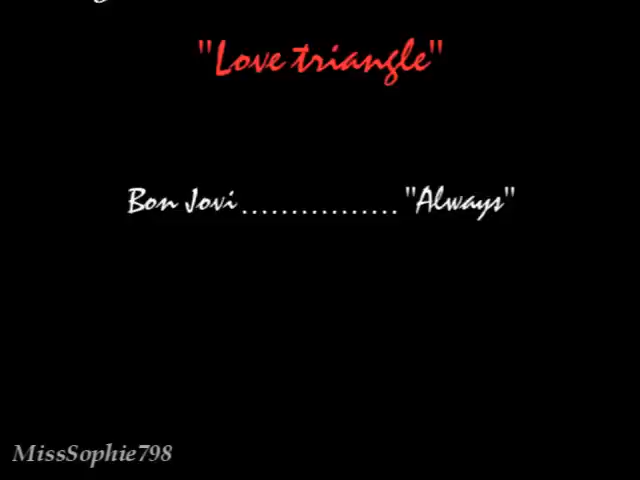 "Love triangle"
Bon Jovi................"Always"
MissSophie798